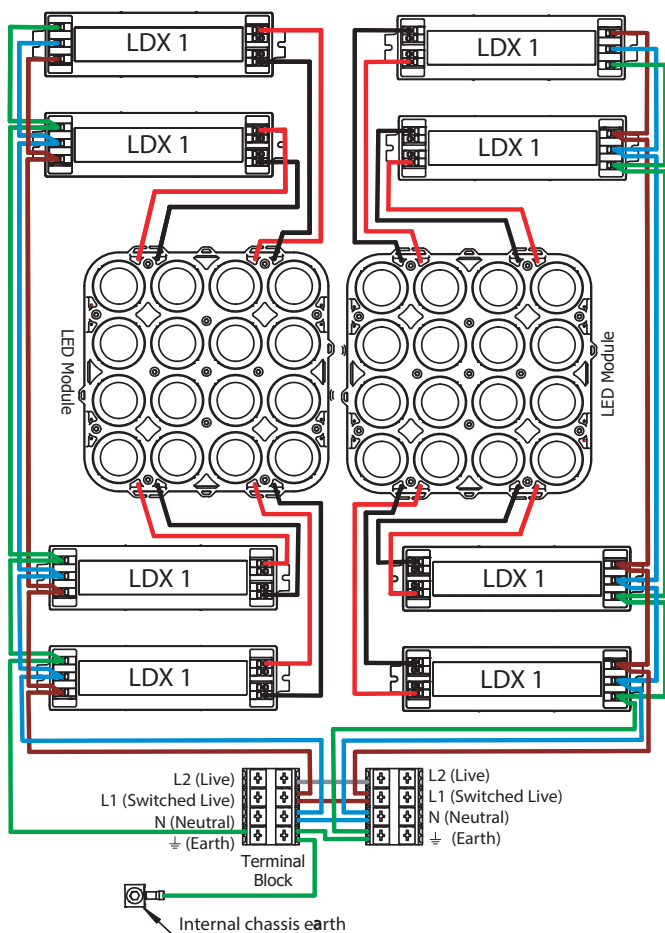 LDX 1
LDX 1
LDX 1
LDX 1
LED Module
LED Module
LDX 1
LDX 1
LDX 1
LDX 1
L2 (Live)
L1 (Switched Live)
N (Neutral)
⏚ (Earth)
L2 (Live)
L1 (Switched Live)
N (Neutral)
⏚ (Earth)
Terminal
Block
Internal chassis earth